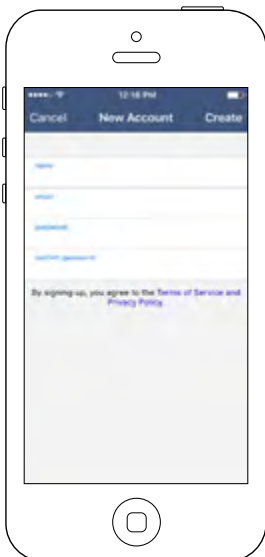 12:16 PM
Cancel New Account Create
name
email
password
confirm password
By signing up, you agree to the Terms of Service and
Privacy Policy.